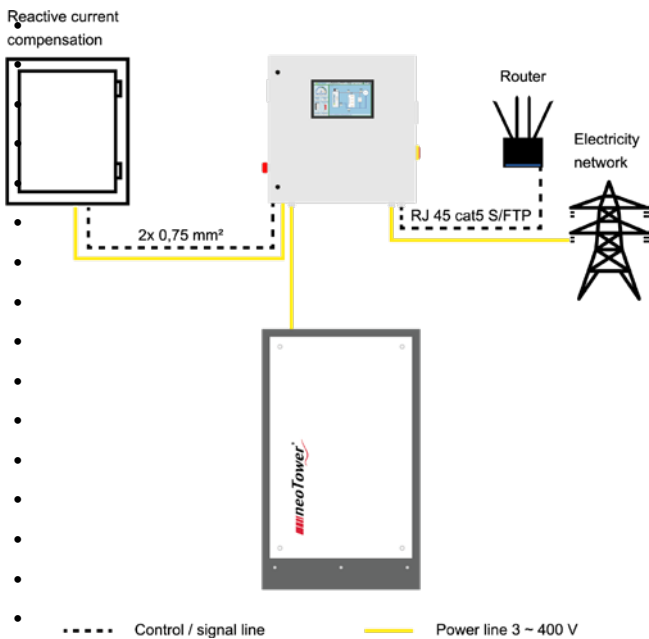 Reactive current
compensation
Router
Electricity
network
2x 0,75 mm²
RJ 45 cat5 S/FTP
neoTower
Control / signal line
Power line 3 ~ 400 V